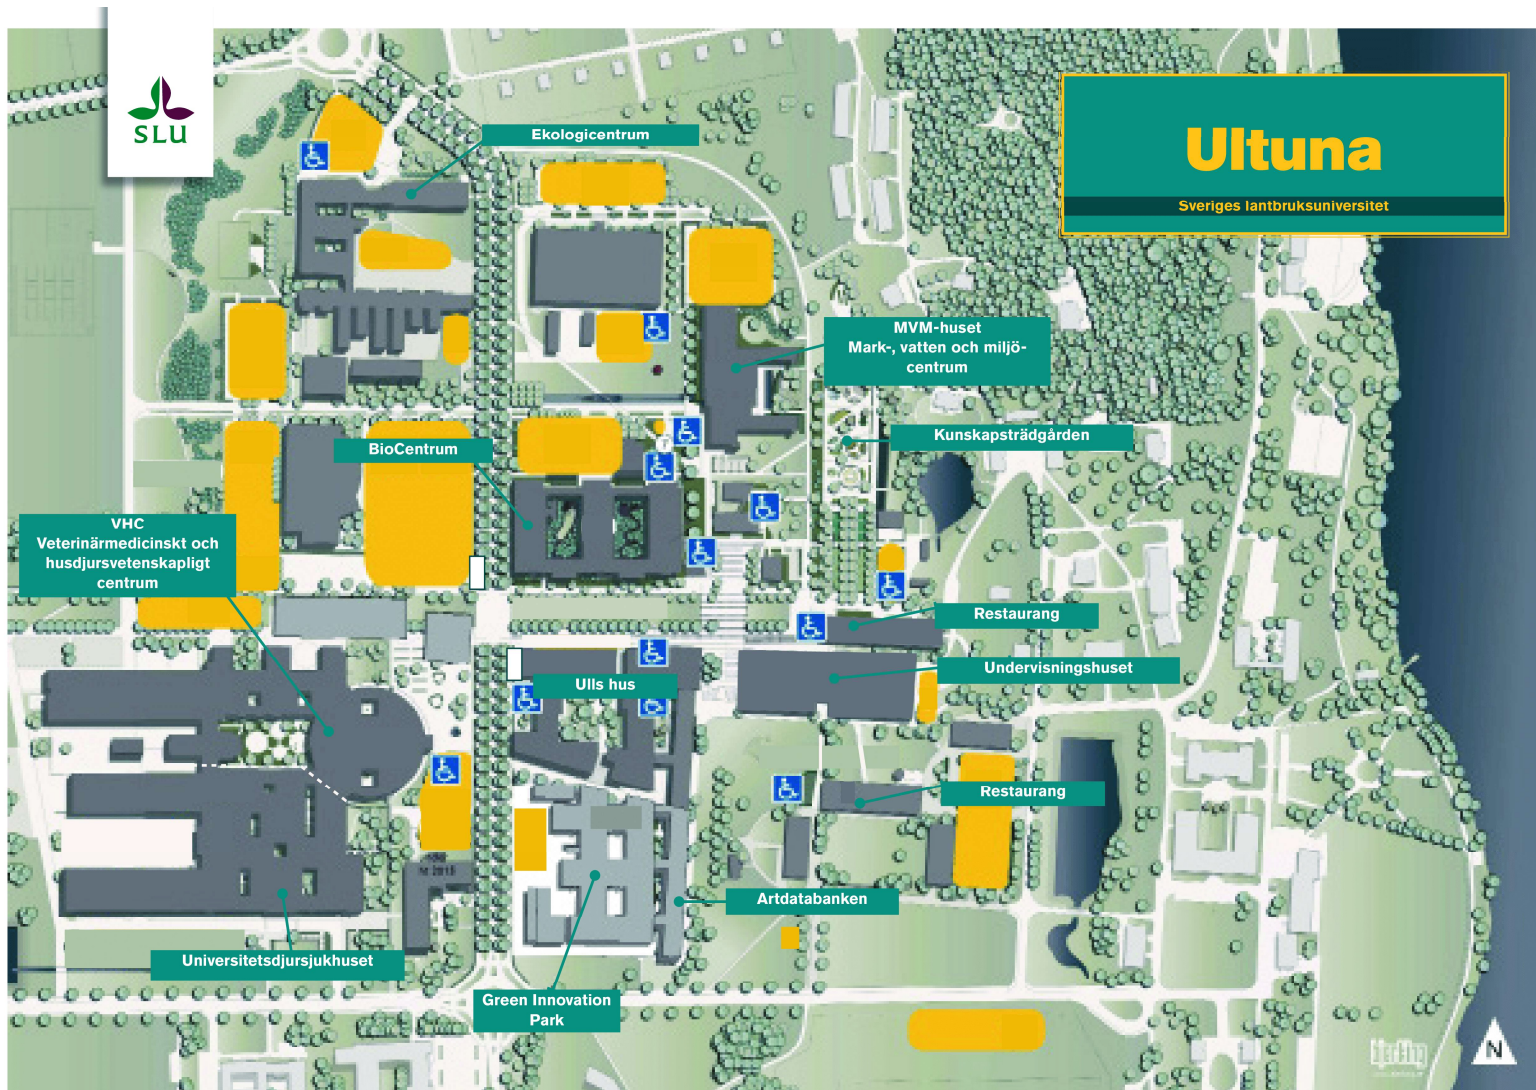 SLU
Ultuna
Sveriges lantbruksuniversitet
Ekologicentrum
MVM-huset
Mark-, vatten och miljö-
centrum
Kunskapsträdgården
BioCentrum
VHC
Veterinärmedicinskt och
husdjursvetenskapligt
centrum
Restaurang
Undervisningshuset
Ulls hus
Restaurang
Artdatabanken
Universitetsdjursjukhuset
Green Innovation
Park
N